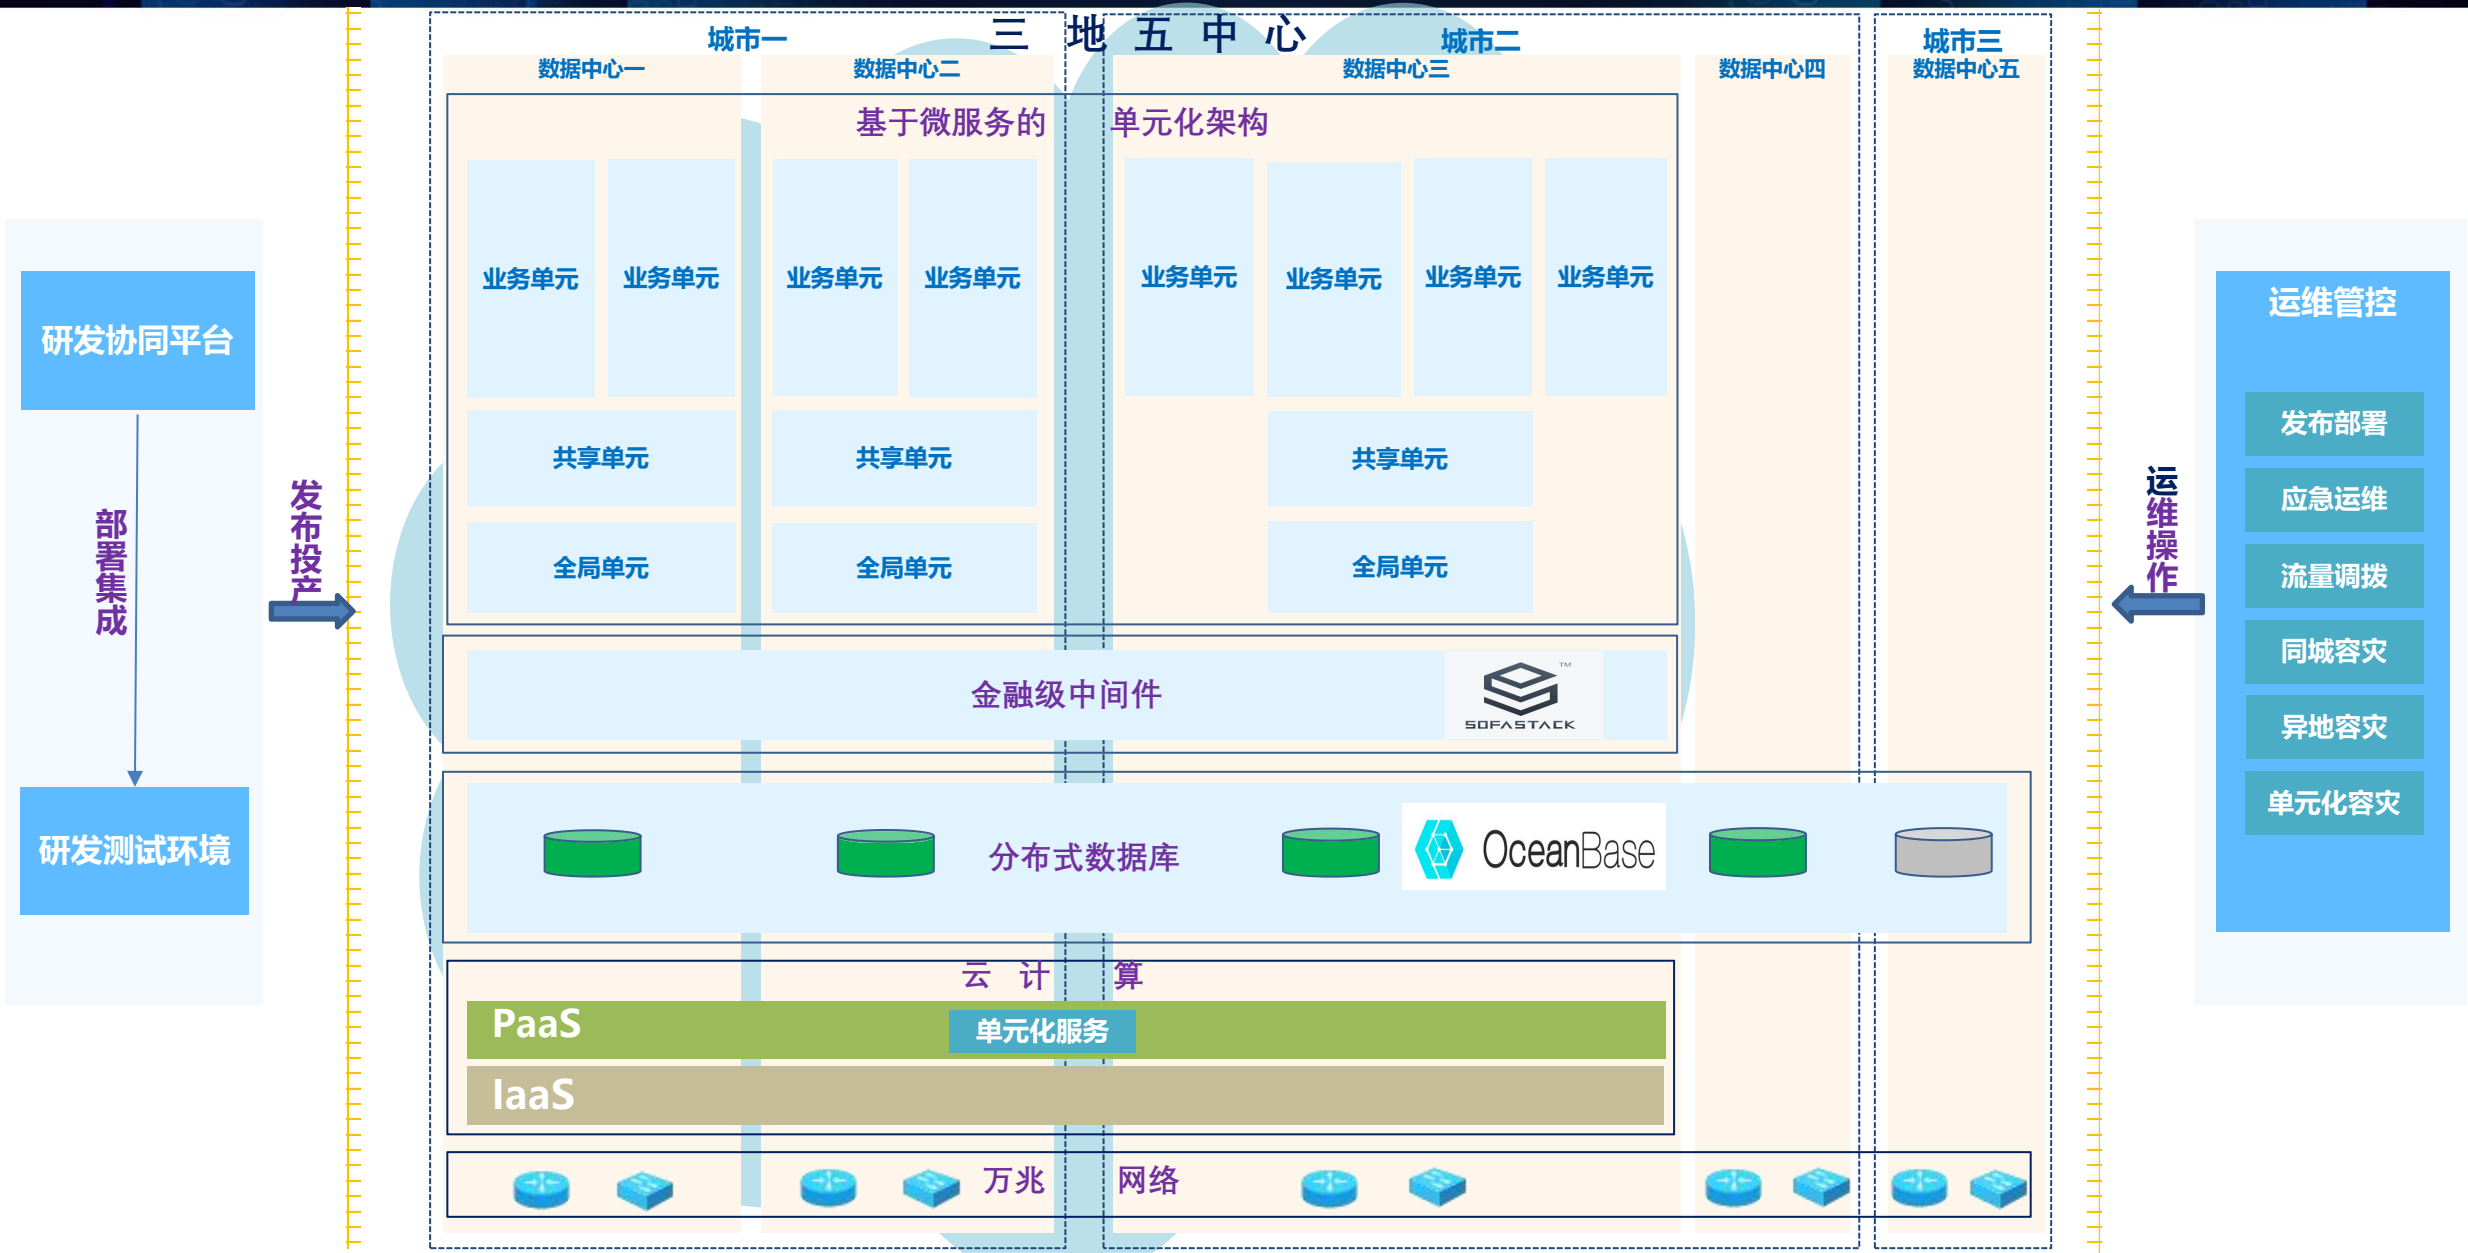 三 地 五 中 心
城市一
城市二
城市三
数据中心一
数据中心二
数据中心三
数据中心四
数据中心五
基于微服务的 单元化架构
业务单元
业务单元
业务单元
业务单元
业务单元
业务单元
业务单元
业务单元
共享单元
共享单元
共享单元
全局单元
全局单元
全局单元
金融级中间件
SOFASTACK
TM
分布式数据库
OceanBase
云 计 算
PaaS
单元化服务
IaaS
万兆 网络
研发协同平台
部署集成
研发测试环境
发布投产
运维操作
运维管控
发布部署
应急运维
流量调拨
同城容灾
异地容灾
单元化容灾